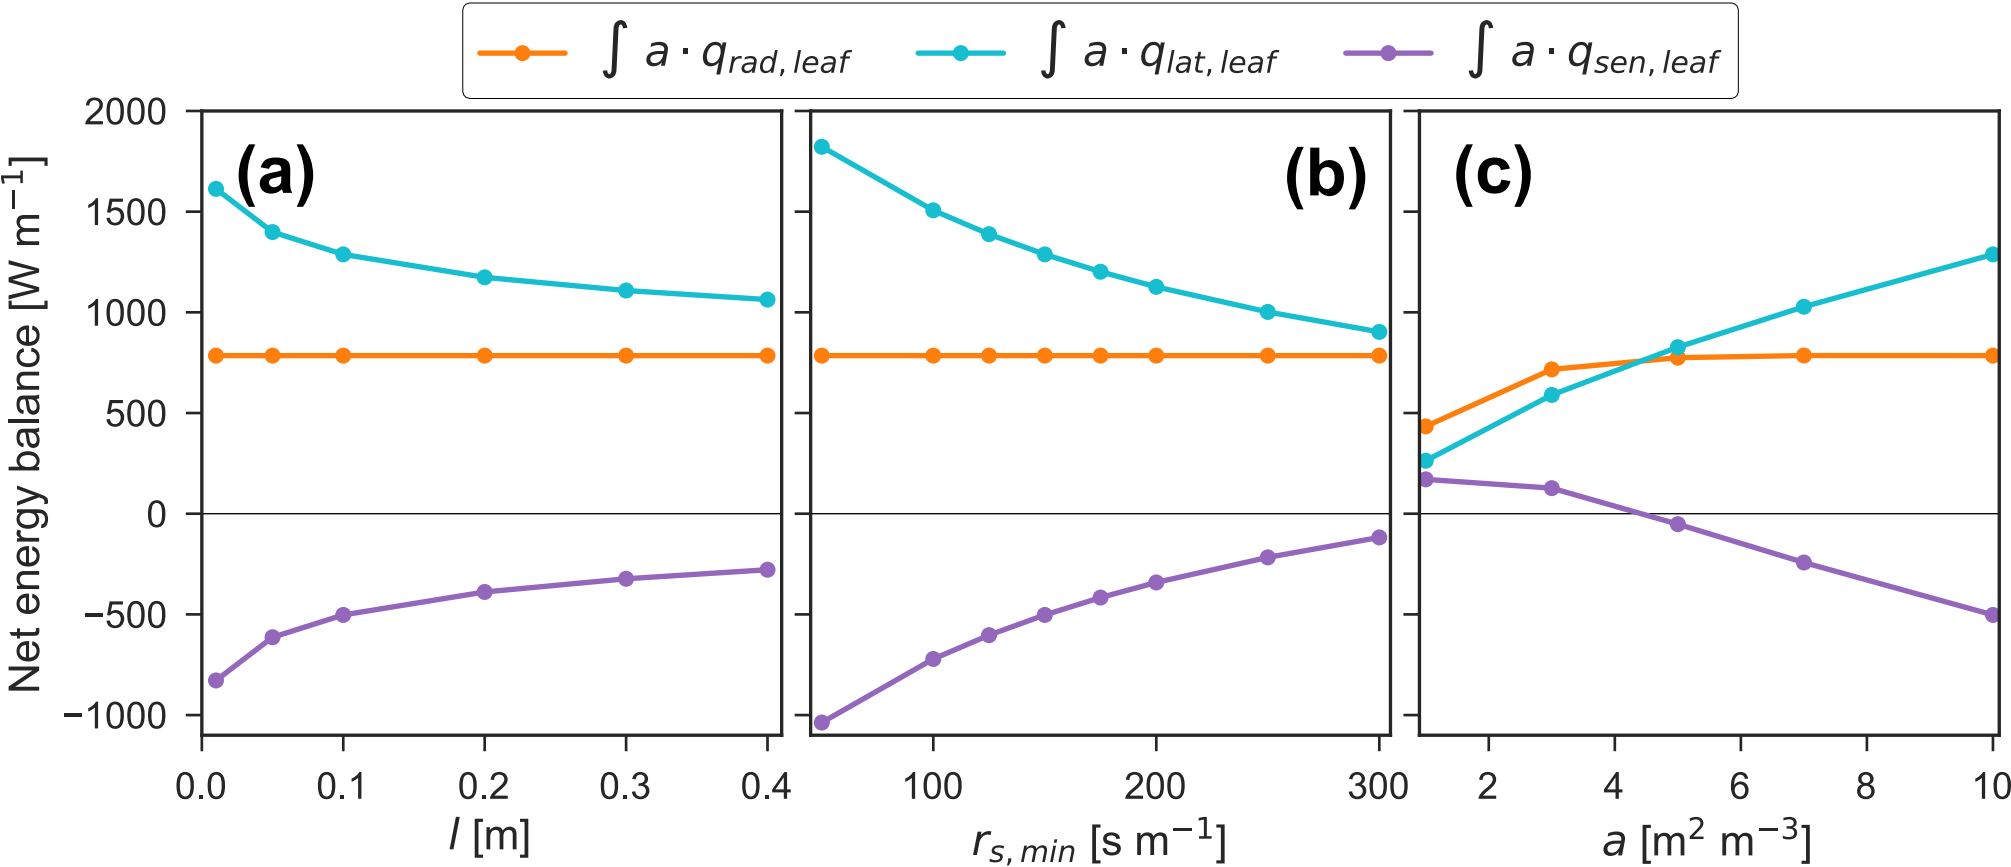 ∫ a · q_rad, leaf ∫ a · q_lat, leaf ∫ a · q_sen, leaf
Net energy balance [W m⁻¹]
2000
1500
1000
500
0
−500
−1000
(a)
(b)
(c)
0.0 0.1 0.2 0.3 0.4
100 200 300
2 4 6 8 10
l [m]
r_s, min [s m⁻¹]
a [m² m⁻³]